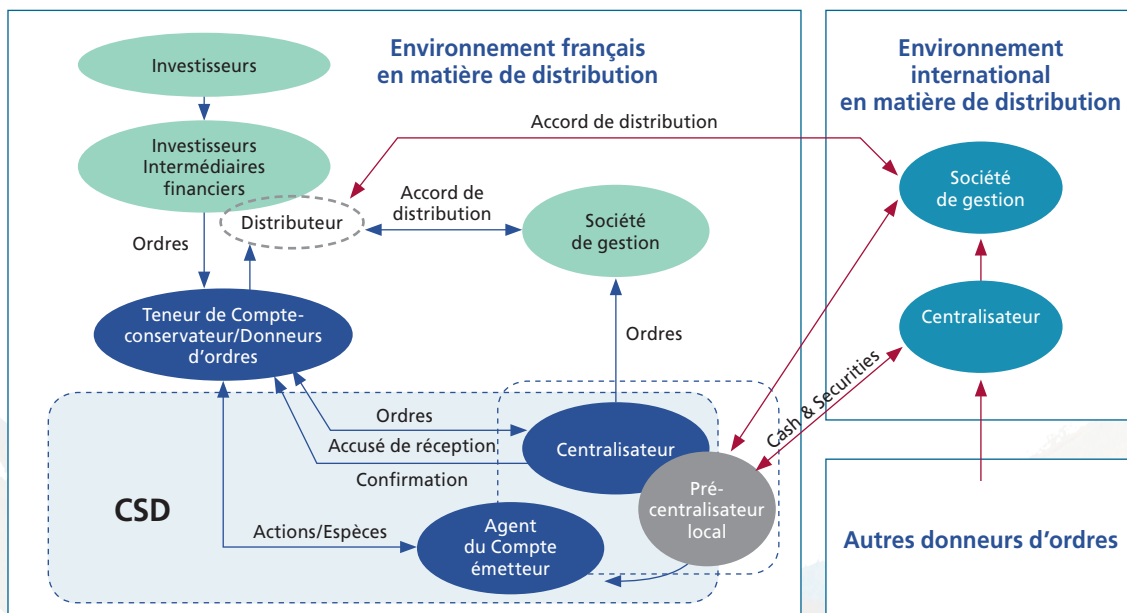 Environnement français
en matière de distribution
Investisseurs
Investisseurs
Intermédiaires
financiers
Distributeur
Accord de distribution
Accord de
distribution
Société
de gestion
Ordres
Teneur de Compte-
conservateur/Donneurs
d'ordres
Ordres
Ordres
Accusé de réception
Confirmation
Centralisateur
Pré-
centralisateur
local
CSD
Actions/Espèces
Agent
du Compte
émetteur
Cash & Securities
Environnement
international
en matière de distribution
Société
de gestion
Centralisateur
Autres donneurs d'ordres